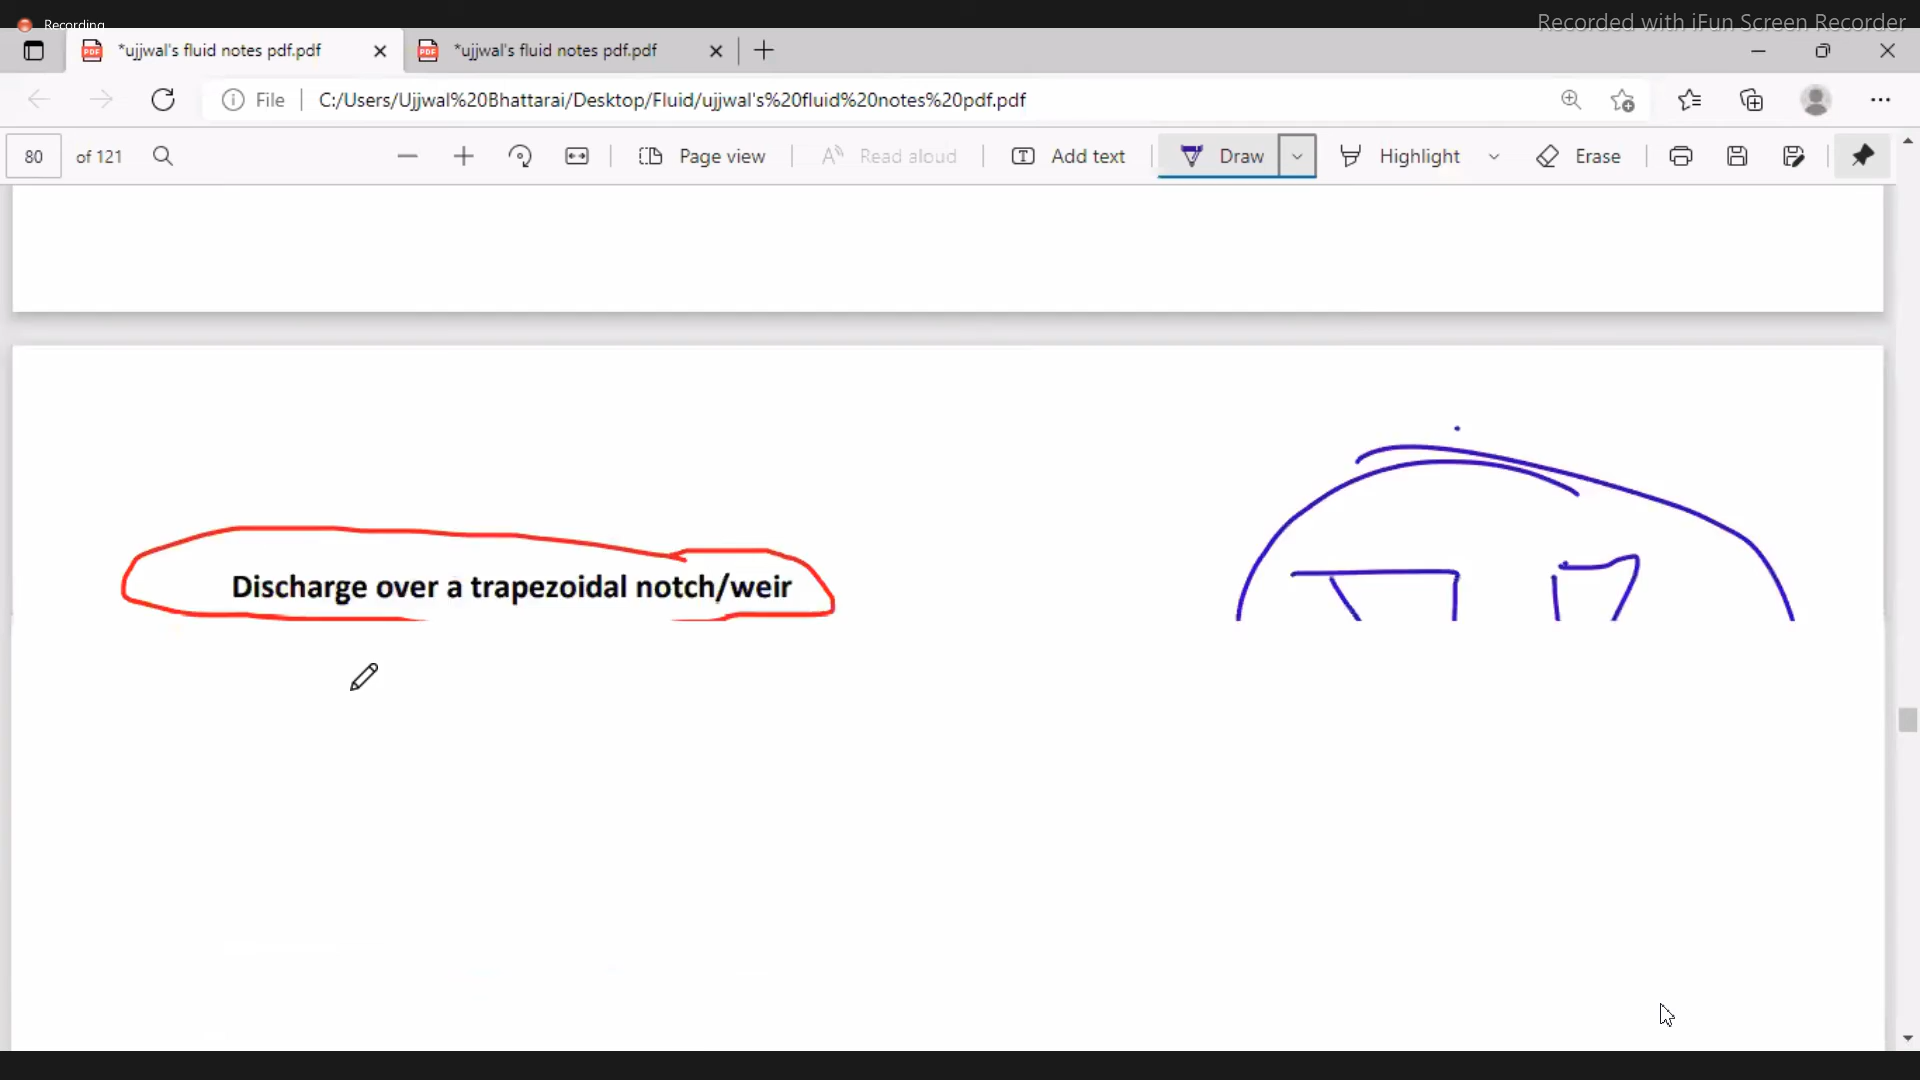 Recording
Recorded with iFun Screen Recorder
*ujjwal's fluid notes pdf.pdf
*ujjwal's fluid notes pdf.pdf
File
C:/Users/Ujjwal%20Bhattarai/Desktop/Fluid/ujjwal's%20fluid%20notes%20pdf.pdf
80 of 121
Page view
Read aloud
Add text
Draw
Highlight
Erase
Discharge over a trapezoidal notch/weir